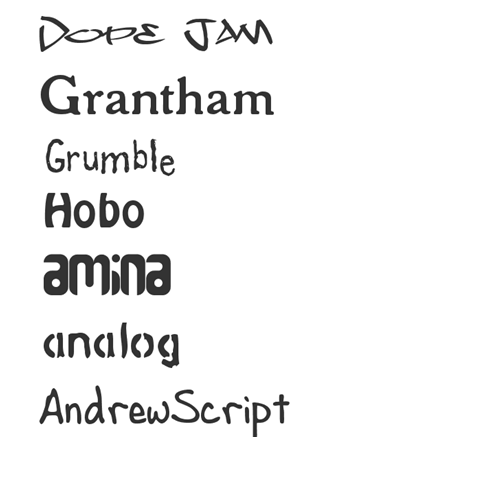 Dope Jam
Grantham
Grumble
Hobo
amina
analog
AndrewScript